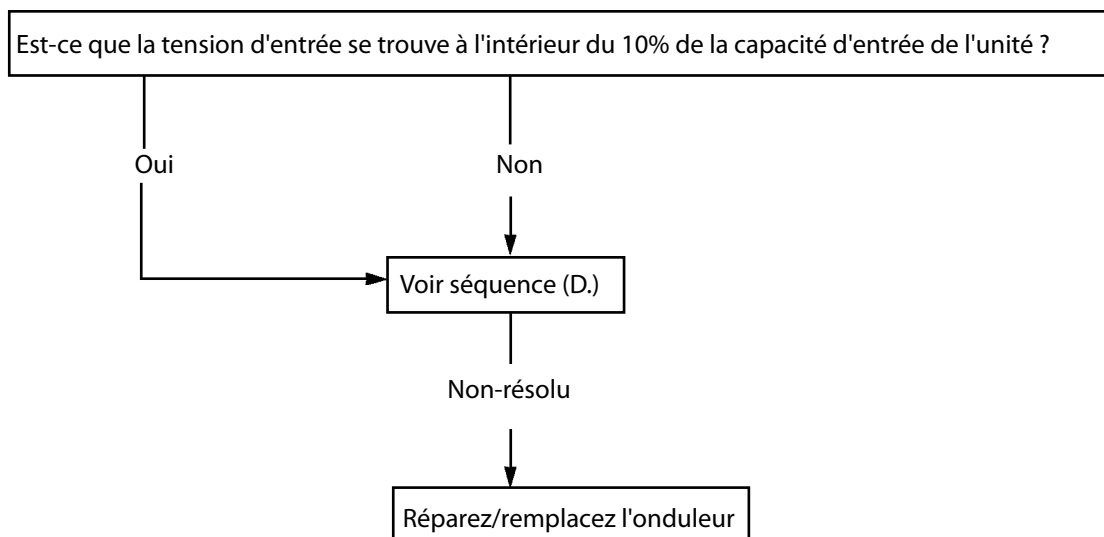 Est-ce que la tension d'entrée se trouve à l'intérieur du 10% de la capacité d'entrée de l'unité ?
Oui
Non
Voir séquence (D.)
Non-résolu
Réparez/remplacez l'onduleur